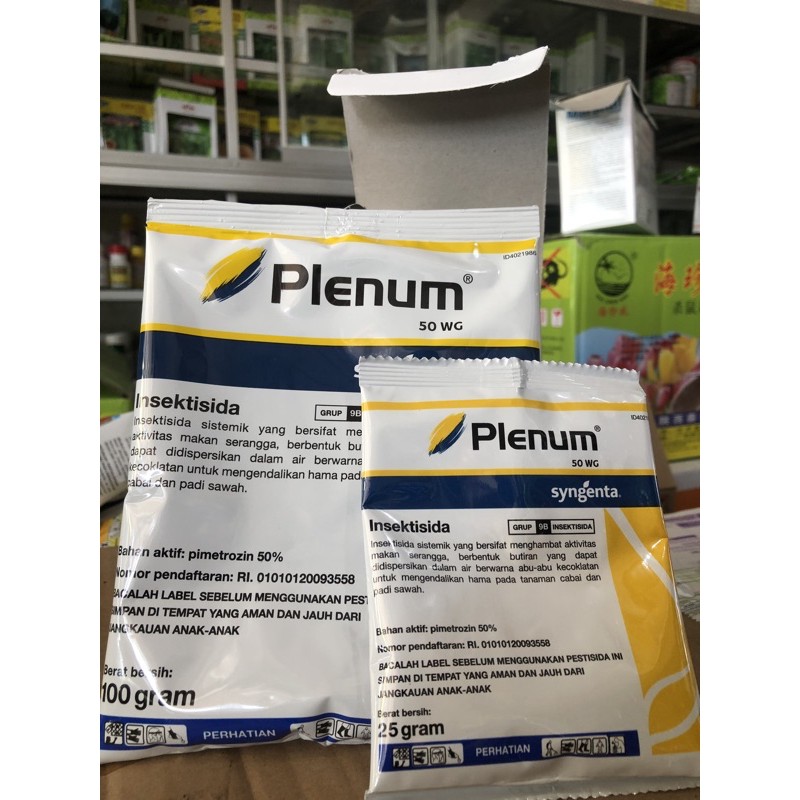 ID4021986
Plenum®
50 WG
Insektisida
GRUP 9B
Insektisida sistemik yang bersifat
aktivitas makan serangga, berbentuk
dapat didispersikan dalam air berwarna
kecoklatan untuk mengendalikan hama
cabai dan padi sawah.
Bahan aktif: pimetrozin 50%
Nomor pendaftaran: RI. 01010120093558
BACALAH LABEL SEBELUM MENGGUNAKAN
SIMPAN DI TEMPAT YANG AMAN DAN JAUH DARI
JANGKAUAN ANAK-ANAK
Berat bersih:
100 gram
PERHATIAN
ID4021
Plenum®
50 WG
syngenta
Insektisida
GRUP 9B INSEKTISIDA
Insektisida sistemik yang bersifat menghambat aktivitas
makan serangga, berbentuk butiran yang dapat
didispersikan dalam air berwarna abu-abu kecoklatan
untuk mengendalikan hama pada tanaman cabai dan
padi sawah.
Bahan aktif: pimetrozin 50%
Nomor pendaftaran: RI. 01010120093558
BACALAH LABEL SEBELUM MENGGUNAKAN PESTISIDA INI
SIMPAN DI TEMPAT YANG AMAN DAN JAUH DARI
JANGKAUAN ANAK-ANAK
Berat bersih:
25 gram
PERHATIAN
海